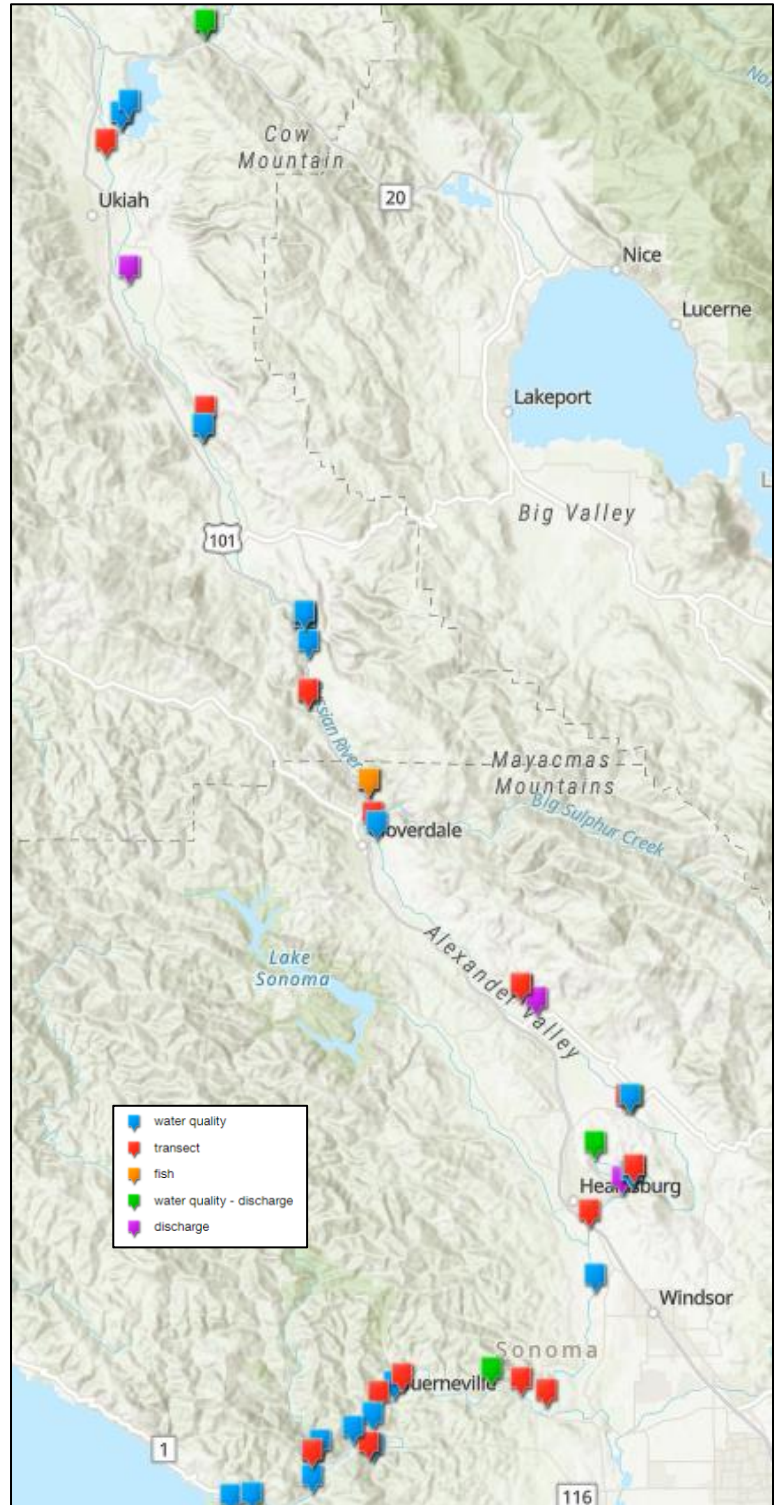 Cow
Mountain
20
Ukiah
Nice
Lucerne
Lakeport
Big Valley
101
Mayacmas
Mountains
Big Sulphur Creek
River
Alexander Valley
Lake
Sonoma
water quality
transect
fish
water quality - discharge
discharge
Windsor
Sonoma
1
116